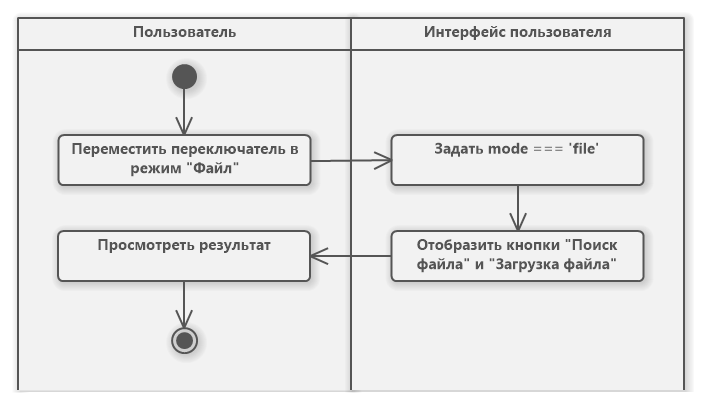 Пользователь
Интерфейс пользователя
Переместить переключатель в
режим "Файл"
Задать mode === 'file'
Просмотреть результат
Отобразить кнопки "Поиск
файла" и "Загрузка файла"